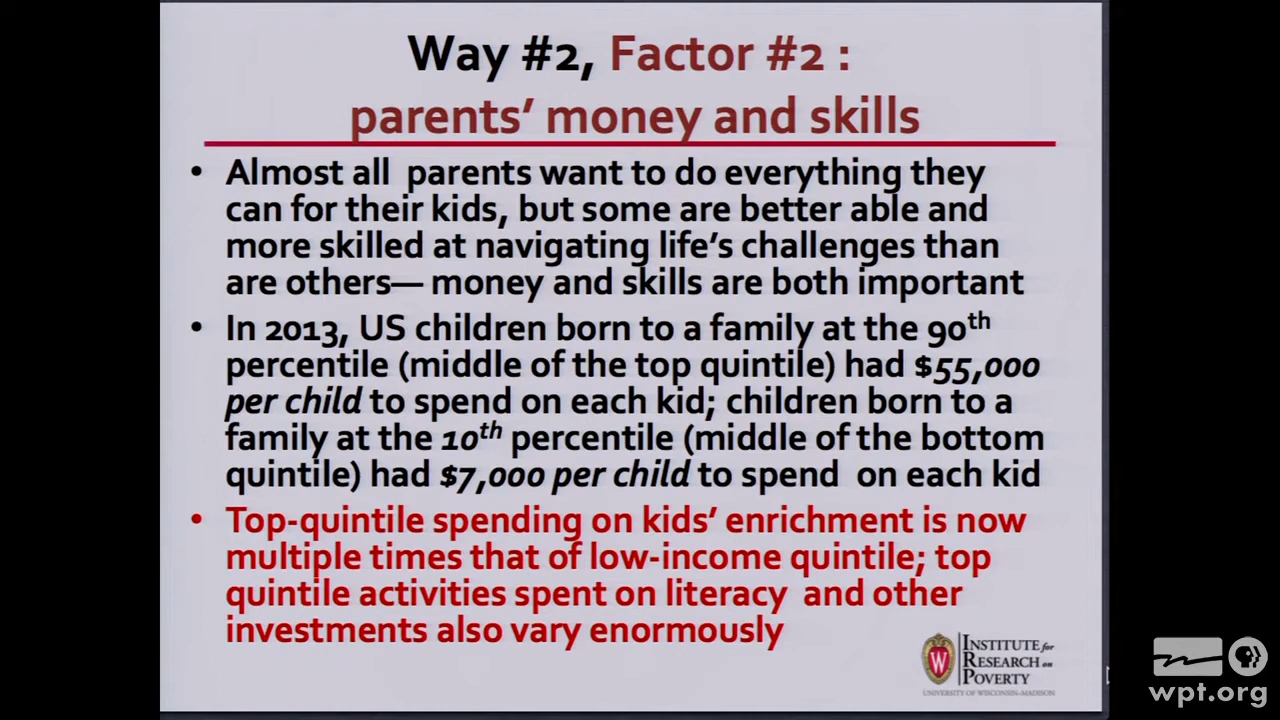 Way #2, Factor #2 :
parents' money and skills
• Almost all parents want to do everything they
can for their kids, but some are better able and
more skilled at navigating life's challenges than
are others— money and skills are both important
• In 2013, US children born to a family at the 90th
percentile (middle of the top quintile) had $55,000
per child to spend on each kid; children born to a
family at the 10th percentile (middle of the bottom
quintile) had $7,000 per child to spend on each kid
• Top-quintile spending on kids' enrichment is now
multiple times that of low-income quintile; top
quintile activities spent on literacy and other
investments also vary enormously
W
INSTITUTE for
RESEARCH on
POVERTY
UNIVERSITY OF WISCONSIN–MADISON
PBS
wpt.org